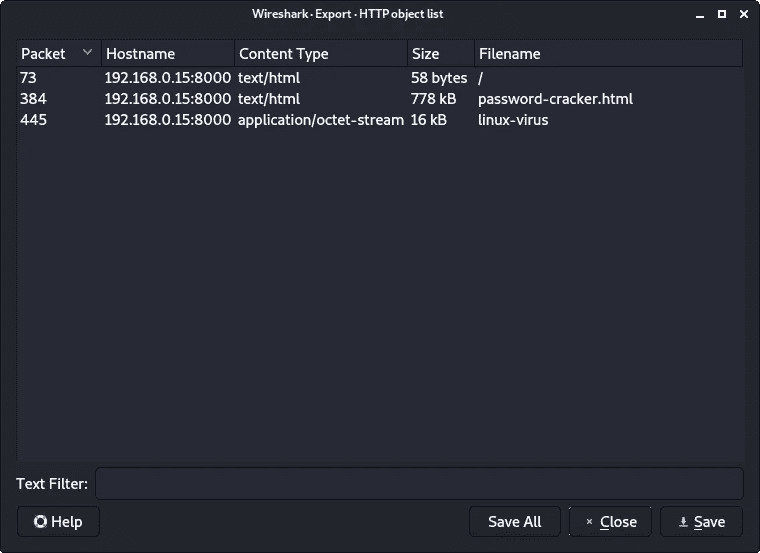 Wireshark · Export · HTTP object list
Packet Hostname Content Type Size Filename
73 192.168.0.15:8000 text/html 58 bytes /
384 192.168.0.15:8000 text/html 778 kB password-cracker.html
445 192.168.0.15:8000 application/octet-stream 16 kB linux-virus
Text Filter:
Help Save All Close Save